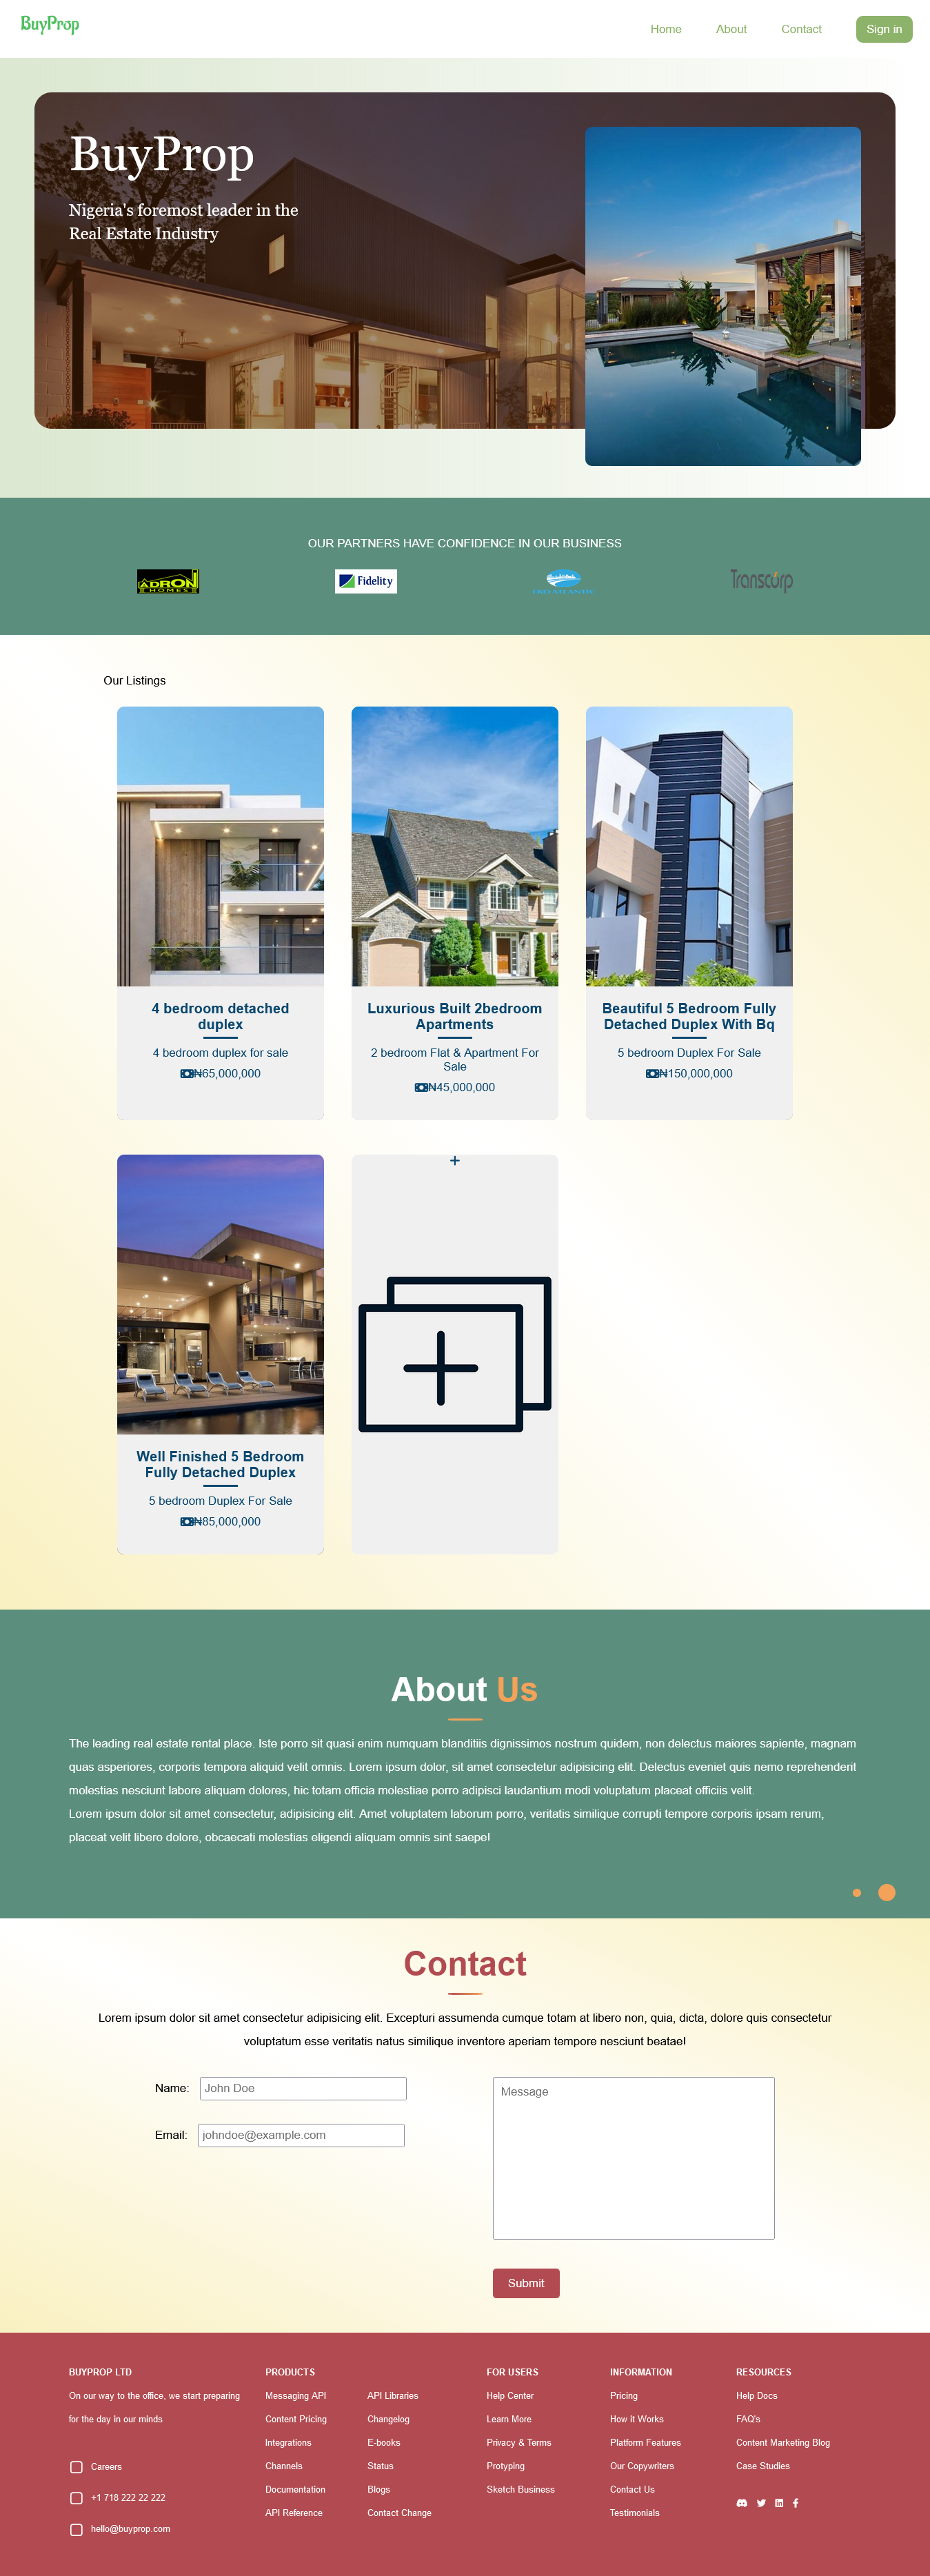 BuyProp
Home About Contact Sign in
BuyProp
Nigeria's foremost leader in the
Real Estate Industry
OUR PARTNERS HAVE CONFIDENCE IN OUR BUSINESS
ADRON
HOMES
Fidelity
Transcorp
Our Listings
4 bedroom detached
duplex
4 bedroom duplex for sale
₦65,000,000
Luxurious Built 2bedroom
Apartments
2 bedroom Flat & Apartment For
Sale
₦45,000,000
Beautiful 5 Bedroom Fully
Detached Duplex With Bq
5 bedroom Duplex For Sale
₦150,000,000
Well Finished 5 Bedroom
Fully Detached Duplex
5 bedroom Duplex For Sale
₦85,000,000
About Us
The leading real estate rental place. Iste porro sit quasi enim numquam blanditiis dignissimos nostrum quidem, non delectus maiores sapiente, magnam
quas asperiores, corporis tempora aliquid velit omnis. Lorem ipsum dolor, sit amet consectetur adipisicing elit. Delectus eveniet quis nemo reprehenderit
molestias nesciunt labore aliquam dolores, hic totam officia molestiae porro adipisci laudantium modi voluptatum placeat officiis velit.
Lorem ipsum dolor sit amet consectetur, adipisicing elit. Amet voluptatem laborum porro, veritatis similique corrupti tempore corporis ipsam rerum,
placeat velit libero dolore, obcaecati molestias eligendi aliquam omnis sint saepe!
Contact
Lorem ipsum dolor sit amet consectetur adipisicing elit. Excepturi assumenda cumque totam at libero non, quia, dicta, dolore quis consectetur
voluptatum esse veritatis natus similique inventore aperiam tempore nesciunt beatae!
Name: John Doe
Email: johndoe@example.com
Message
Submit
BUYPROP LTD
On our way to the office, we start preparing
for the day in our minds
Careers
+1 718 222 22 222
hello@buyprop.com
PRODUCTS
Messaging API
Content Pricing
Integrations
Channels
Documentation
API Reference
API Libraries
Changelog
E-books
Status
Blogs
Contact Change
FOR USERS
Help Center
Learn More
Privacy & Terms
Protyping
Sketch Business
INFORMATION
Pricing
How it Works
Platform Features
Our Copywriters
Contact Us
Testimonials
RESOURCES
Help Docs
FAQ's
Content Marketing Blog
Case Studies